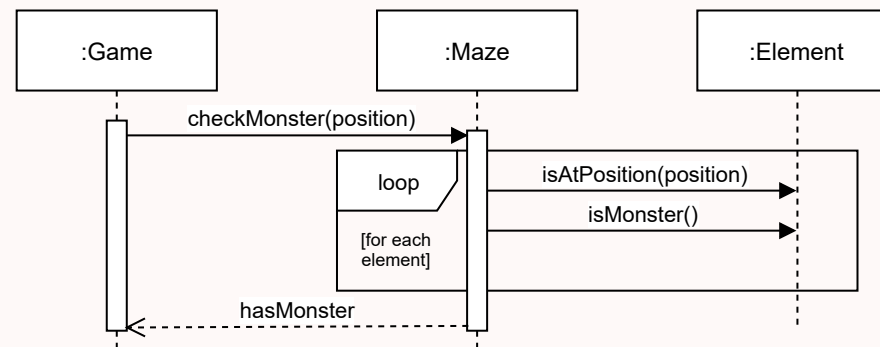 :Game
:Maze
:Element
checkMonster(position)
loop
isAtPosition(position)
isMonster()
[for each
element]
hasMonster